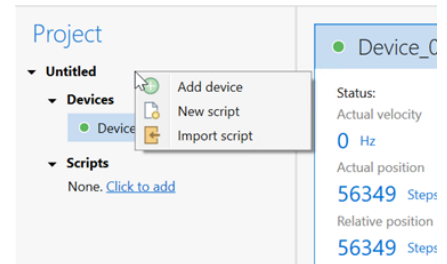 Project
Untitled
Devices
Device
Scripts
None. Click to add
Add device
New script
Import script
Device_0
Status:
Actual velocity
0 Hz
Actual position
56349 Steps
Relative position
56349 Steps